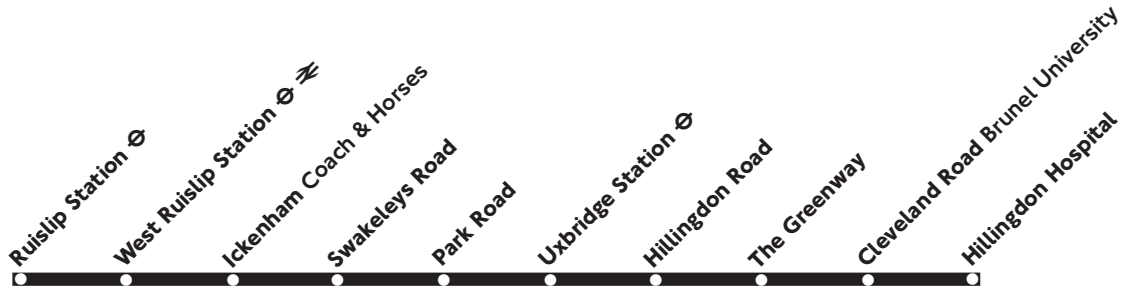 Ruislip Station
West Ruislip Station
Ickenham Coach & Horses
Swakeleys Road
Park Road
Uxbridge Station
Hillingdon Road
The Greenway
Cleveland Road Brunel University
Hillingdon Hospital